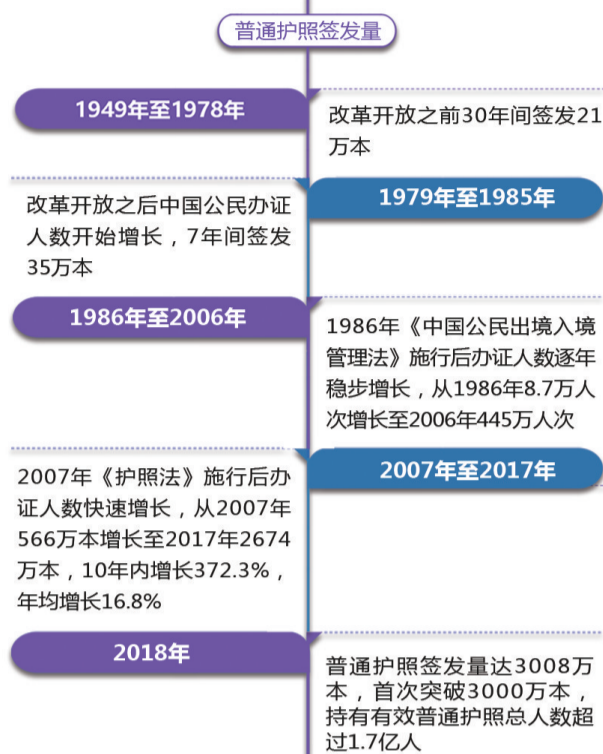 普通护照签发量
1949年至1978年
改革开放之前30年间签发21
万本
1979年至1985年
改革开放之后中国公民办证
人数开始增长，7年间签发
35万本
1986年至2006年
1986年《中国公民出境入境
管理法》施行后办证人数逐年
稳步增长，从1986年8.7万人
次增长至2006年445万人次
2007年至2017年
2007年《护照法》施行后办
证人数快速增长，从2007年
566万本增长至2017年2674
万本，10年内增长372.3%，
年均增长16.8%
2018年
普通护照签发量达3008万
本，首次突破3000万本，
持有有效普通护照总人数超
过1.7亿人